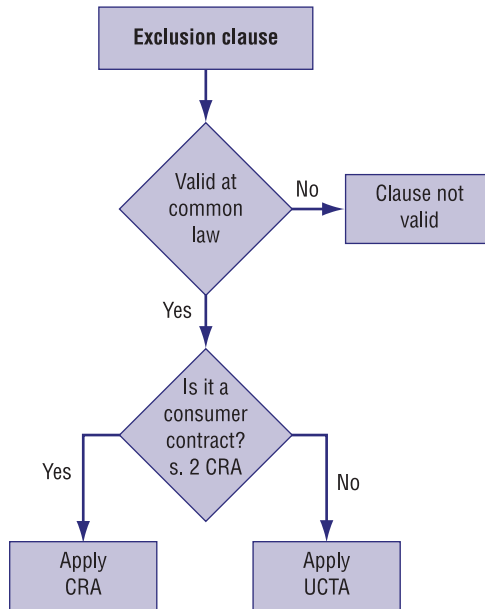 Exclusion clause
Valid at
common
law
No
Clause not
valid
Yes
Is it a
consumer
contract?
s. 2 CRA
Yes
No
Apply
CRA
Apply
UCTA